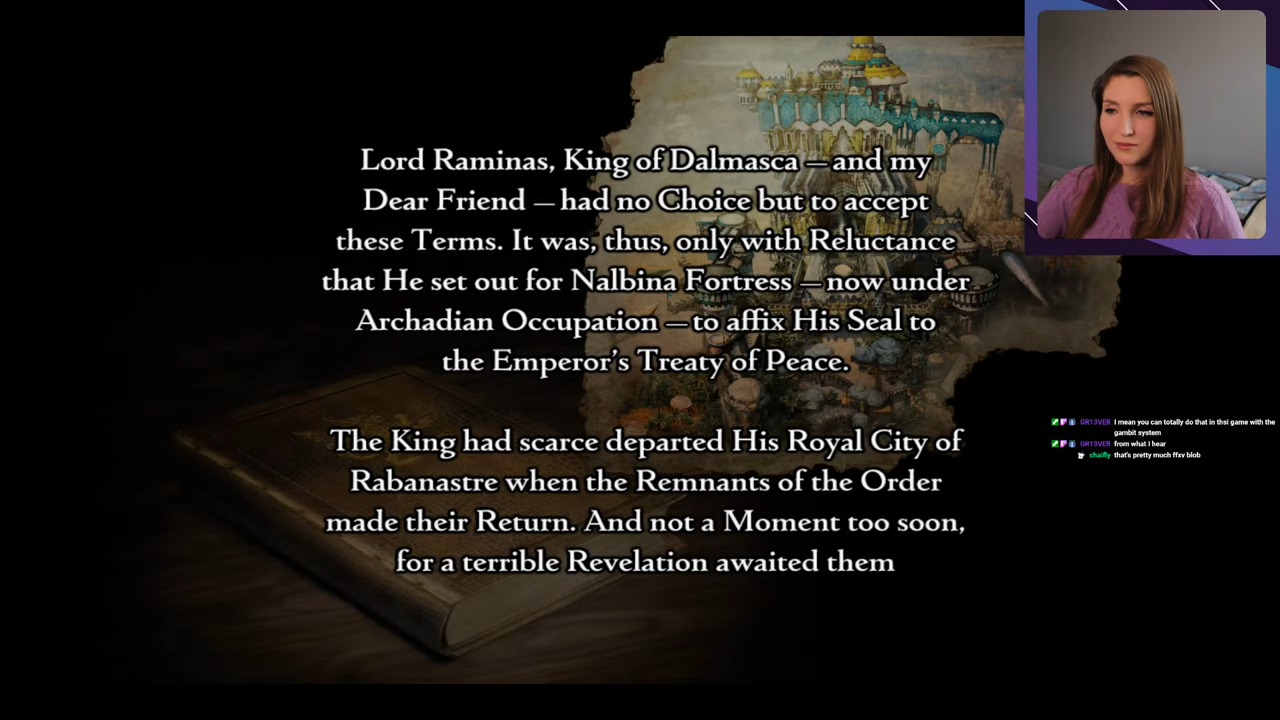 Lord Raminas, King of Dalmasca — and my
Dear Friend — had no Choice but to accept
these Terms. It was, thus, only with Reluctance
that He set out for Nalbina Fortress — now under
Archadian Occupation — to affix His Seal to
the Emperor's Treaty of Peace.
The King had scarce departed His Royal City of
Rabanastre when the Remnants of the Order
made their Return. And not a Moment too soon,
for a terrible Revelation awaited them
GR13VER I mean you can totally do that in thsi game with the
gambit system
GR13VER from what I hear
chaifly that's pretty much ffxv blob